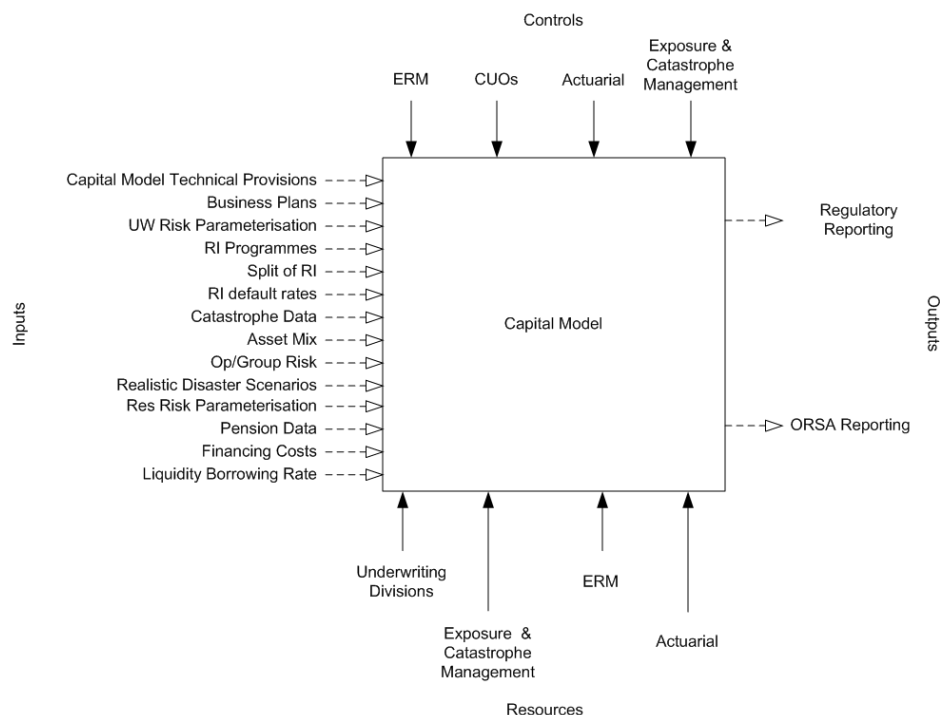 Controls
ERM
CUOs
Actuarial
Exposure &
Catastrophe
Management
Capital Model Technical Provisions
Business Plans
UW Risk Parameterisation
RI Programmes
Split of RI
RI default rates
Catastrophe Data
Asset Mix
Op/Group Risk
Realistic Disaster Scenarios
Res Risk Parameterisation
Pension Data
Financing Costs
Liquidity Borrowing Rate
Inputs
Capital Model
Regulatory
Reporting
ORSA Reporting
Outputs
Underwriting
Divisions
Exposure &
Catastrophe
Management
ERM
Actuarial
Resources